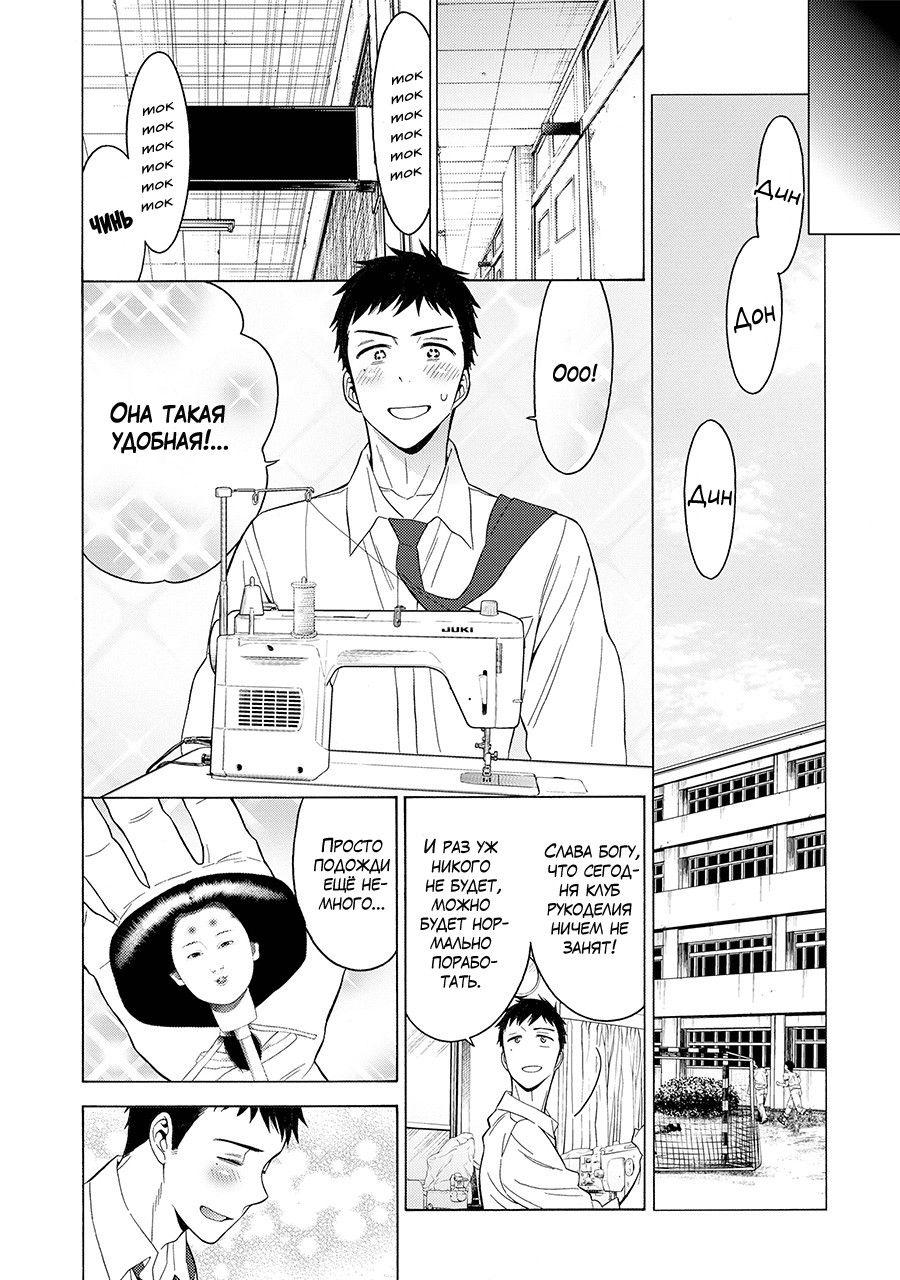 Дин
Дон
Дин
ток
ток
ток
ток
ток
ток
ток
ток
ток
ток
ток
ток
чинь
Ооо!
Она такая
удобная!...
Слава богу,
что сегод-
ня клуб
рукоделия
ничем не
занят!
И раз уж
никого
не будет,
можно
будет нор-
мально
порабо-
тать.
Просто
подожди
ещё не-
много...
JUKI